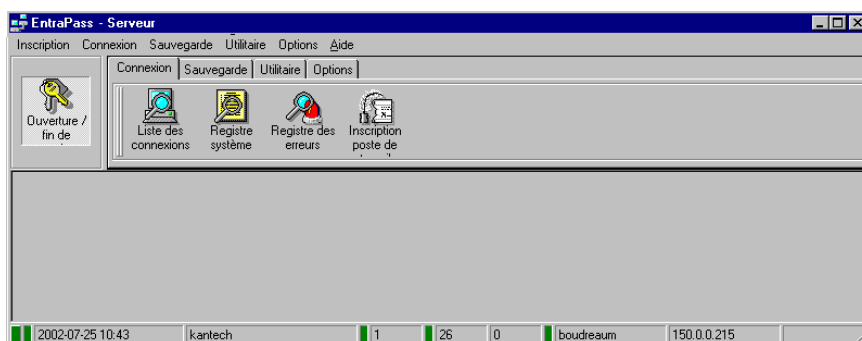 EntraPass - Serveur
Inscription Connexion Sauvegarde Utilitaire Options Aide
Connexion Sauvegarde Utilitaire Options
Ouverture /
fin de
Liste des
connexions
Registre
système
Registre des
erreurs
Inscription
poste de
2002-07-25 10:43 kantech 1 26 0 boudreaum 150.0.0.215